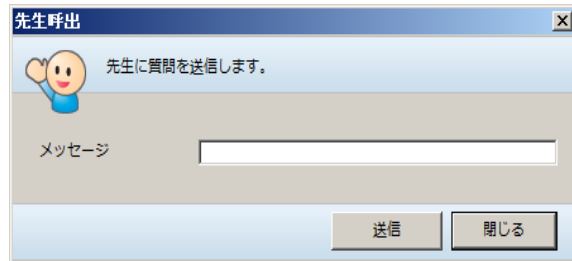 先生呼出
先生に質問を送信します。
メッセージ
送信
閉じる